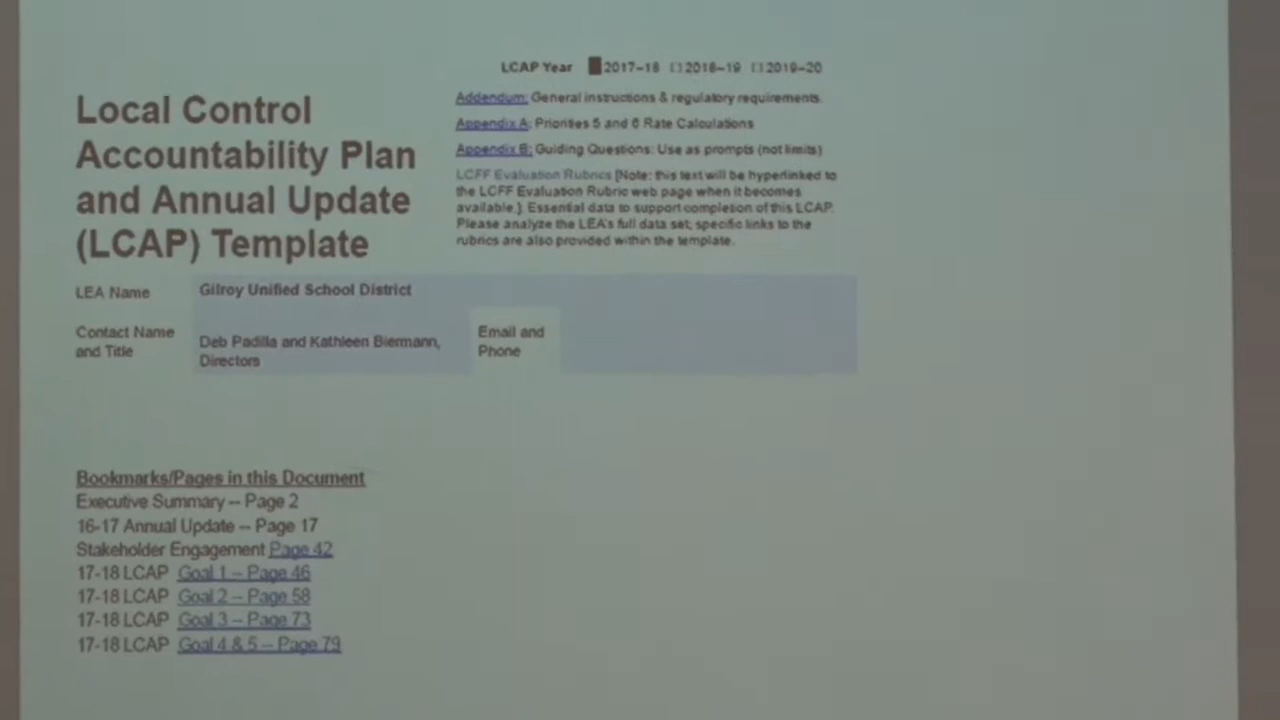 LCAP Year 2017–18 2018–19 2019–20
Local Control
Accountability Plan
and Annual Update
(LCAP) Template
Addendum: General instructions & regulatory requirements.
Appendix A: Priorities 5 and 6 Rate Calculations
Appendix B: Guiding Questions: Use as prompts (not limits)
LCFF Evaluation Rubrics [Note: this text will be hyperlinked to
the LCFF Evaluation Rubric web page when it becomes
available.]: Essential data to support completion of this LCAP.
Please analyze the LEA's full data set; specific links to the
rubrics are also provided within the template.
LEA Name Gilroy Unified School District
Contact Name
and Title
Deb Padilla and Kathleen Biermann,
Directors
Email and
Phone
Bookmarks/Pages in this Document
Executive Summary -- Page 2
16-17 Annual Update -- Page 17
Stakeholder Engagement Page 42
17-18 LCAP Goal 1 -- Page 46
17-18 LCAP Goal 2 -- Page 58
17-18 LCAP Goal 3 -- Page 73
17-18 LCAP Goal 4 & 5 -- Page 79